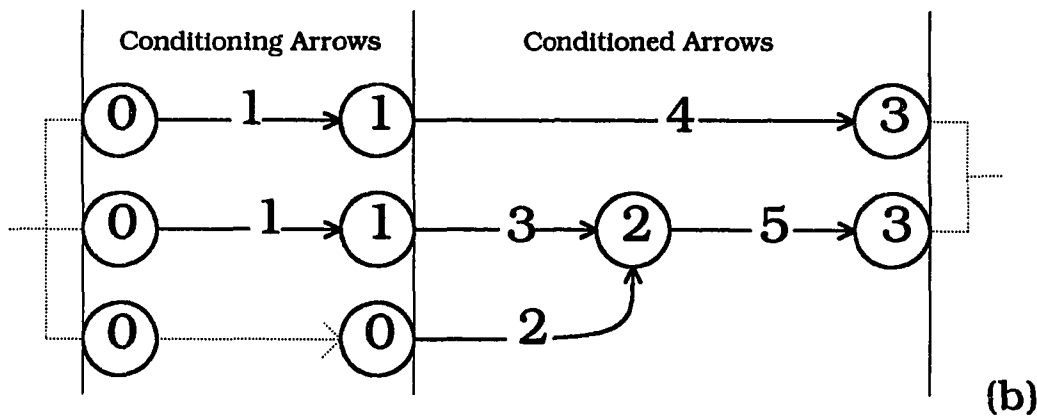 Conditioning Arrows Conditioned Arrows
0 1 1 4 3
0 1 1 3 2 5 3
0 0 2
(b)